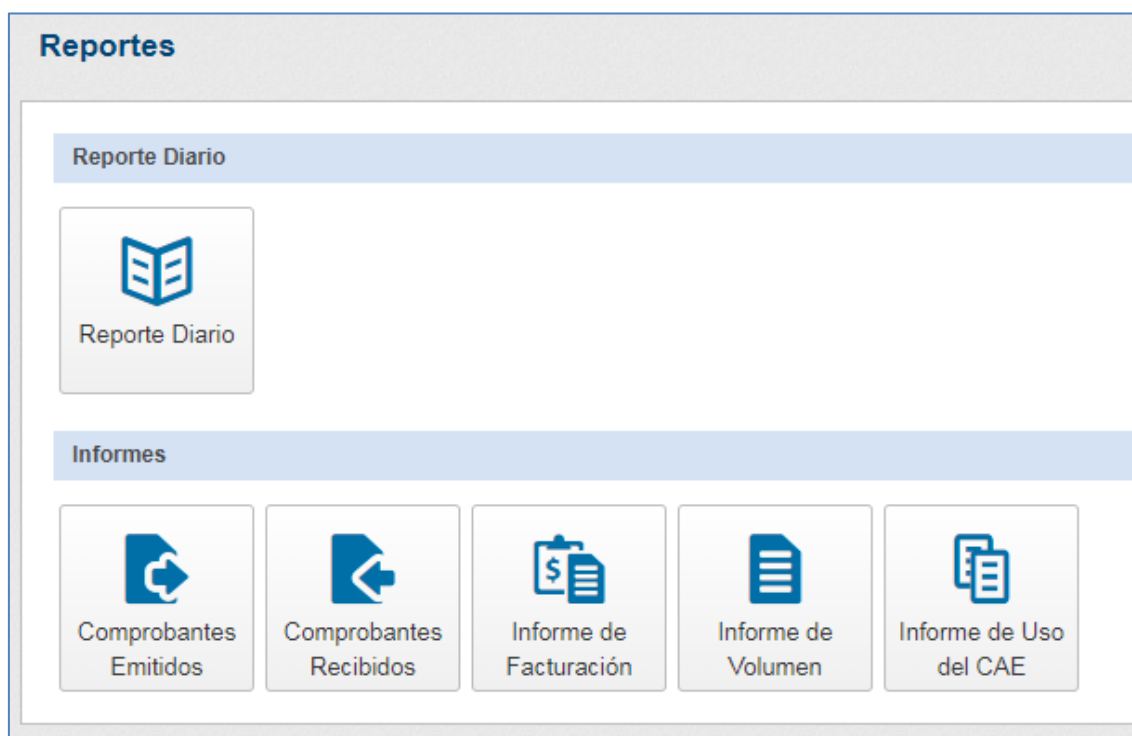 Reportes
Reporte Diario
Reporte Diario
Informes
Comprobantes
Emitidos
Comprobantes
Recibidos
$
Informe de
Facturación
Informe de
Volumen
Informe de Uso
del CAE